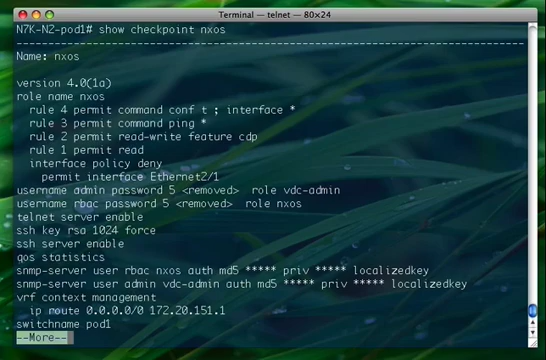 Terminal — telnet — 80×24
N7K-N2-pod1# show checkpoint nxos
--------------------------------------------------------------------------------
Name: nxos
version 4.0(1a)
role name nxos
rule 4 permit command conf t ; interface *
rule 3 permit command ping *
rule 2 permit read-write feature cdp
rule 1 permit read
interface policy deny
permit interface Ethernet2/1
username admin password 5 <removed>  role vdc-admin
username rbac password 5 <removed>  role nxos
telnet server enable
ssh key rsa 1024 force
ssh server enable
qos statistics
snmp-server user rbac nxos auth md5 ***** priv ***** localizedkey
snmp-server user admin vdc-admin auth md5 ***** priv ***** localizedkey
vrf context management
ip route 0.0.0.0/0 172.20.151.1
switchname pod1
--More--